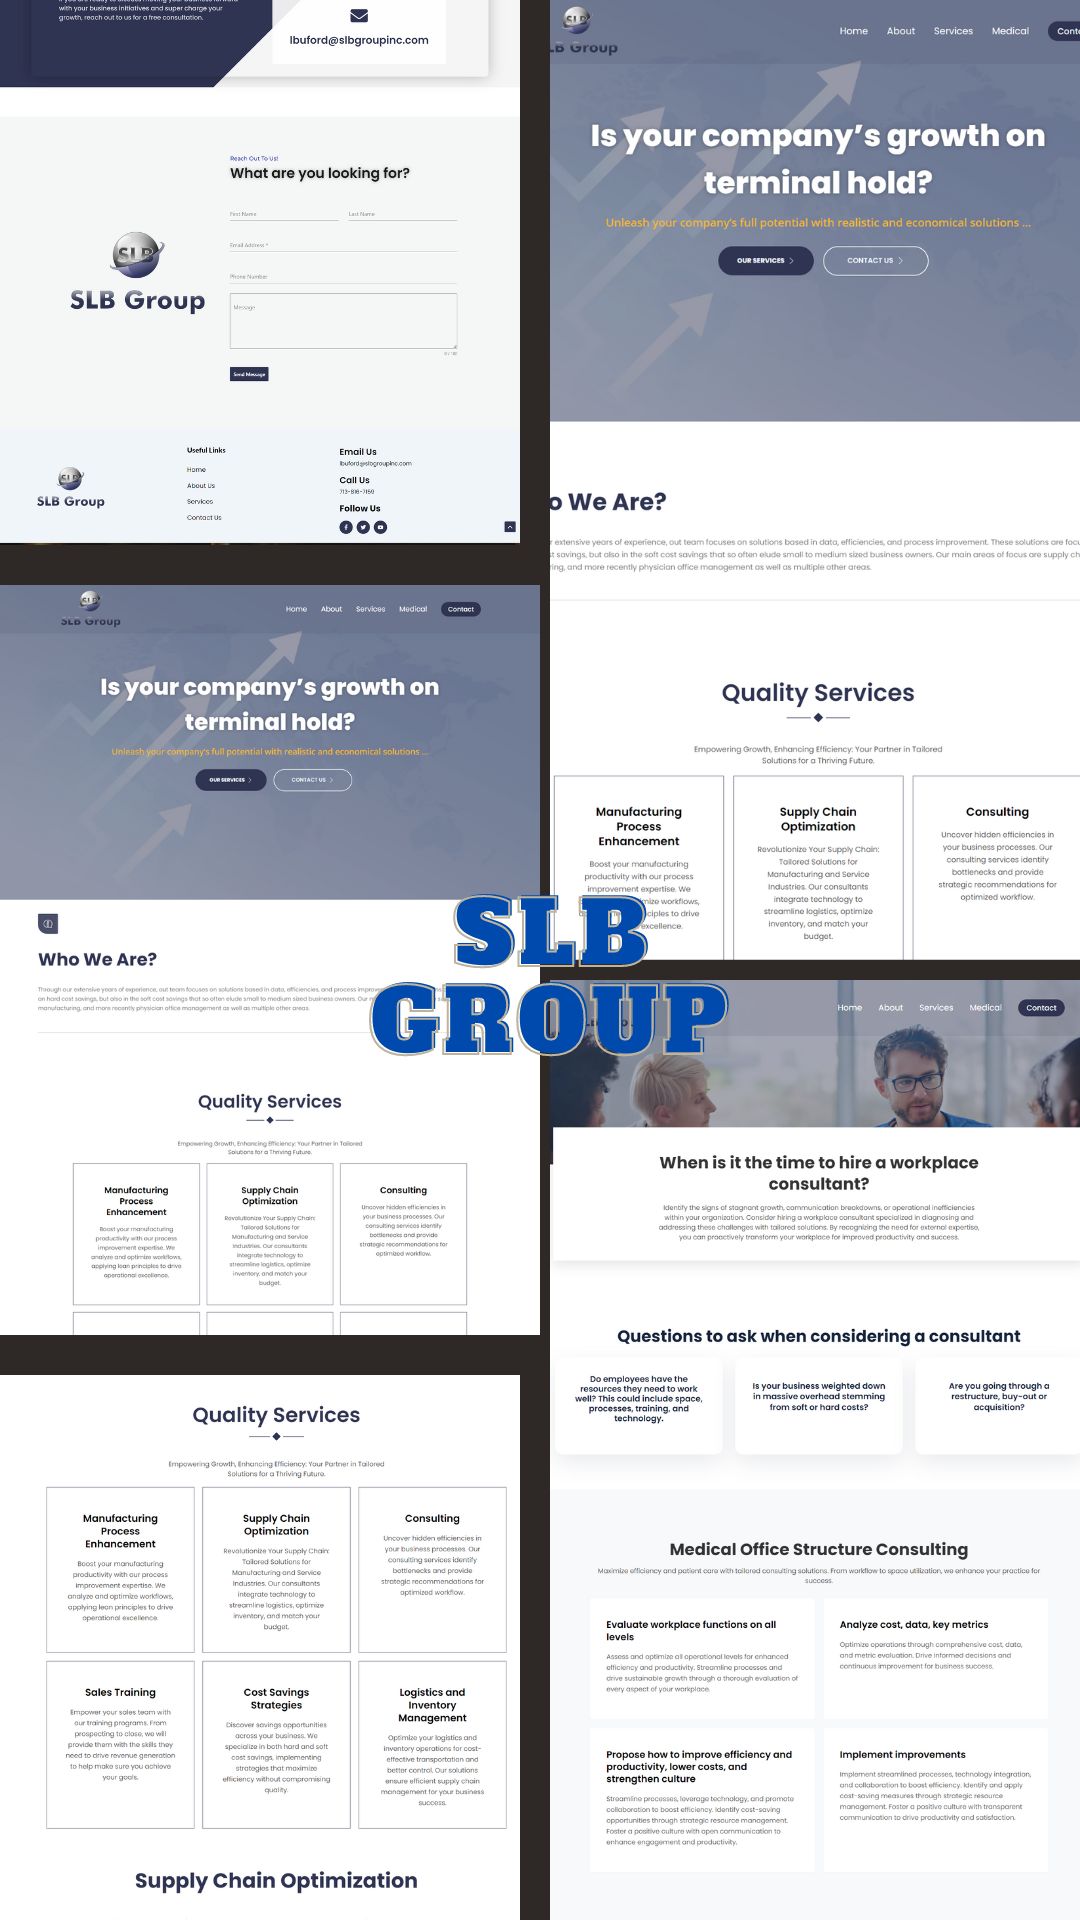 with your business initiatives and super charge your
growth, reach out to us for a free consultation.
lbuford@slbgroupinc.com
Reach Out To Us!
What are you looking for?
First Name
Last Name
Email Address *
Phone Number
Message
0 / 180
Send Message
SLB
SLB Group
SLB
SLB Group
Useful Links
Home
About Us
Services
Contact Us
Email Us
lbuford@slbgroupinc.com
Call Us
713-816-7159
Follow Us
SLB
LB Group
Home
About
Services
Medical
Conta
Is your company's growth on
terminal hold?
Unleash your company's full potential with realistic and economical solutions ...
OUR SERVICES
CONTACT US
o We Are?
r extensive years of experience, out team focuses on solutions based in data, efficiencies, and process improvement. These solutions are focu
st savings, but also in the soft cost savings that so often elude small to medium sized business owners. Our main areas of focus are supply ch
ring, and more recently physician office management as well as multiple other areas.
Quality Services
Empowering Growth, Enhancing Efficiency: Your Partner in Tailored
Solutions for a Thriving Future.
Manufacturing
Process
Enhancement
Boost your manufacturing
productivity with our process
improvement expertise. We
mize workflows,
ciples to drive
excellence.
Supply Chain
Optimization
Revolutionize Your Supply Chain:
Tailored Solutions for
Manufacturing and Service
Industries. Our consultants
integrate technology to
streamline logistics, optimize
inventory, and match your
budget.
Consulting
Uncover hidden efficiencies in
your business processes. Our
consulting services identify
bottlenecks and provide
strategic recommendations for
optimized workflow.
SLB
SLB Group
Home
About
Services
Medical
Contact
Is your company's growth on
terminal hold?
Unleash your company's full potential with realistic and economical solutions ...
OUR SERVICES
CONTACT US
Who We Are?
Through our extensive years of experience, out team focuses on solutions based in data, efficiencies, and process improvem
on hard cost savings, but also in the soft cost savings that so often elude small to medium sized business owners. Our m
manufacturing, and more recently physician office management as well as multiple other areas.
SLB
GROUP
Quality Services
Empowering Growth, Enhancing Efficiency: Your Partner in Tailored
Solutions for a Thriving Future.
Manufacturing
Process
Enhancement
Boost your manufacturing
productivity with our process
improvement expertise. We
analyze and optimize workflows,
applying lean principles to drive
operational excellence.
Supply Chain
Optimization
Revolutionize Your Supply Chain:
Tailored Solutions for
Manufacturing and Service
Industries. Our consultants
integrate technology to
streamline logistics, optimize
inventory, and match your
budget.
Consulting
Uncover hidden efficiencies in
your business processes. Our
consulting services identify
bottlenecks and provide
strategic recommendations for
optimized workflow.
Home
About
Services
Medical
Contact
When is it the time to hire a workplace
consultant?
Identify the signs of stagnant growth, communication breakdowns, or operational inefficiencies
within your organization. Consider hiring a workplace consultant specialized in diagnosing and
addressing these challenges with tailored solutions. By recognizing the need for external expertise,
you can proactively transform your workplace for improved productivity and success.
Questions to ask when considering a consultant
Do employees have the
resources they need to work
well? This could include space,
processes, training, and
technology.
Is your business weighted down
in massive overhead stemming
from soft or hard costs?
Are you going through a
restructure, buy-out or
acquisition?
Medical Office Structure Consulting
Maximize efficiency and patient care with tailored consulting solutions. From workflow to space utilization, we enhance your practice for
success.
Evaluate workplace functions on all
levels
Assess and optimize all operational levels for enhanced
efficiency and productivity. Streamline processes and
drive sustainable growth through a thorough evaluation of
every aspect of your workplace.
Analyze cost, data, key metrics
Optimize operations through comprehensive cost, data,
and metric evaluation. Drive informed decisions and
continuous improvement for business success.
Propose how to improve efficiency and
productivity, lower costs, and
strengthen culture
Streamline processes, leverage technology, and promote
collaboration to boost efficiency. Identify cost-saving
opportunities through strategic resource management.
Foster a positive culture with open communication to
enhance engagement and productivity.
Implement improvements
Implement streamlined processes, technology integration,
and collaboration to boost efficiency. Identify and apply
cost-saving measures through strategic resource
management. Foster a positive culture with transparent
communication to drive productivity and satisfaction.
Quality Services
Empowering Growth, Enhancing Efficiency: Your Partner in Tailored
Solutions for a Thriving Future.
Manufacturing
Process
Enhancement
Boost your manufacturing
productivity with our process
improvement expertise. We
analyze and optimize workflows,
applying lean principles to drive
operational excellence.
Supply Chain
Optimization
Revolutionize Your Supply Chain:
Tailored Solutions for
Manufacturing and Service
Industries. Our consultants
integrate technology to
streamline logistics, optimize
inventory, and match your
budget.
Consulting
Uncover hidden efficiencies in
your business processes. Our
consulting services identify
bottlenecks and provide
strategic recommendations for
optimized workflow.
Sales Training
Empower your sales team with
our training programs. From
prospecting to close, we will
provide them with the skills they
need to drive revenue generation
to help make sure you achieve
your goals.
Cost Savings
Strategies
Discover savings opportunities
across your business. We
specialize in both hard and soft
cost savings, implementing
strategies that maximize
efficiency without compromising
quality.
Logistics and
Inventory
Management
Optimize your logistics and
inventory operations for cost-
effective transportation and
better control. Our solutions
ensure efficient supply chain
management for your business
success.
Supply Chain Optimization